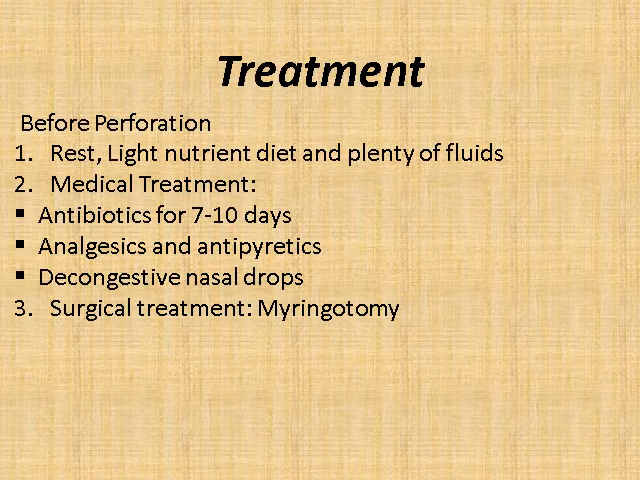 Treatment
Before Perforation
1. Rest, Light nutrient diet and plenty of fluids
2. Medical Treatment:
▪ Antibiotics for 7-10 days
▪ Analgesics and antipyretics
▪ Decongestive nasal drops
3. Surgical treatment: Myringotomy